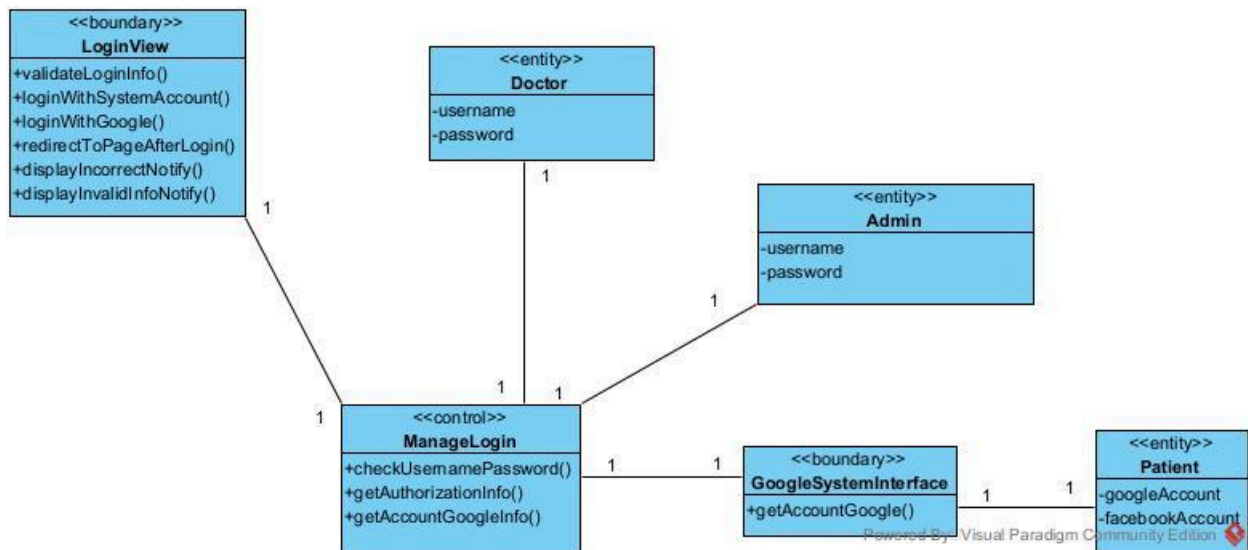 <<boundary>>
LoginView
+validateLoginInfo()
+loginWithSystemAccount()
+loginWithGoogle()
+redirectToPageAfterLogin()
+displayIncorrectNotify()
+displayInvalidInfoNotify()
<<entity>>
Doctor
-username
-password
<<entity>>
Admin
-username
-password
1
1
1
1
1
1
<<control>>
ManageLogin
+checkUsernamePassword()
+getAuthorizationInfo()
+getAccountGoogleInfo()
1
1
<<boundary>>
GoogleSystemInterface
+getAccountGoogle()
1
1
<<entity>>
Patient
-googleAccount
-facebookAccount
Powered By Visual Paradigm Community Edition